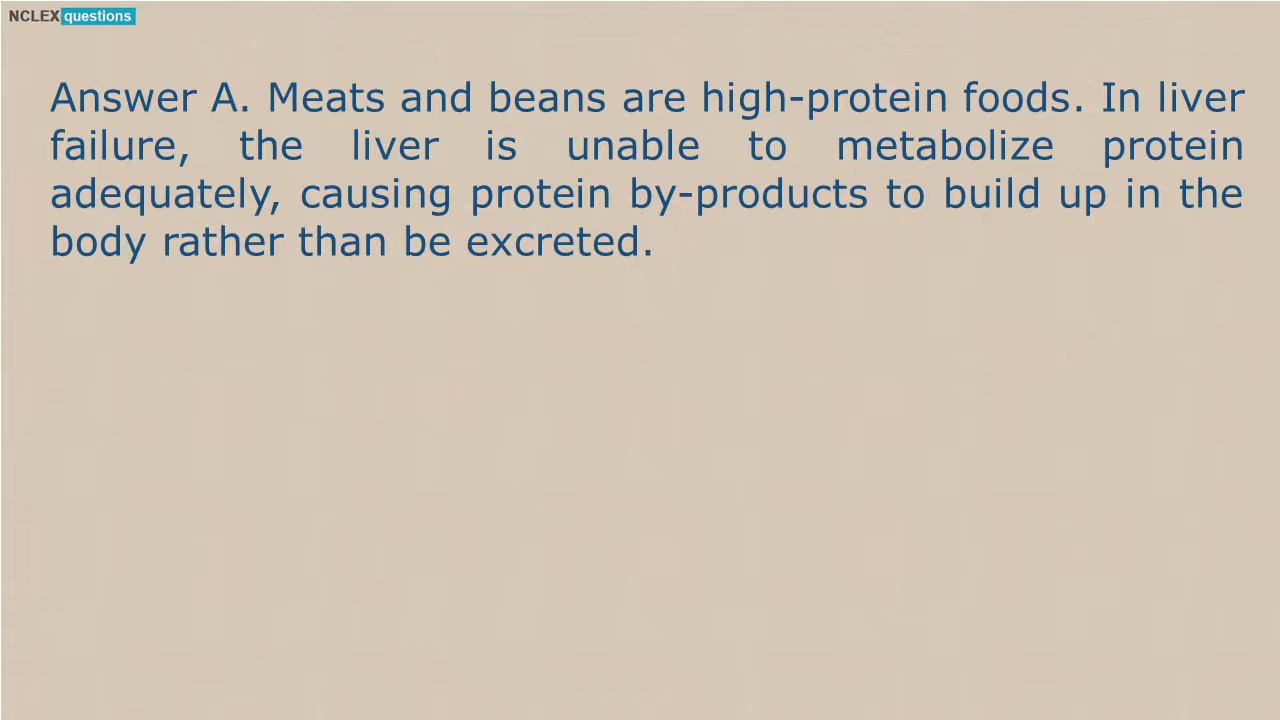 NCLEX questions
Answer A. Meats and beans are high-protein foods. In liver
failure, the liver is unable to metabolize protein
adequately, causing protein by-products to build up in the
body rather than be excreted.